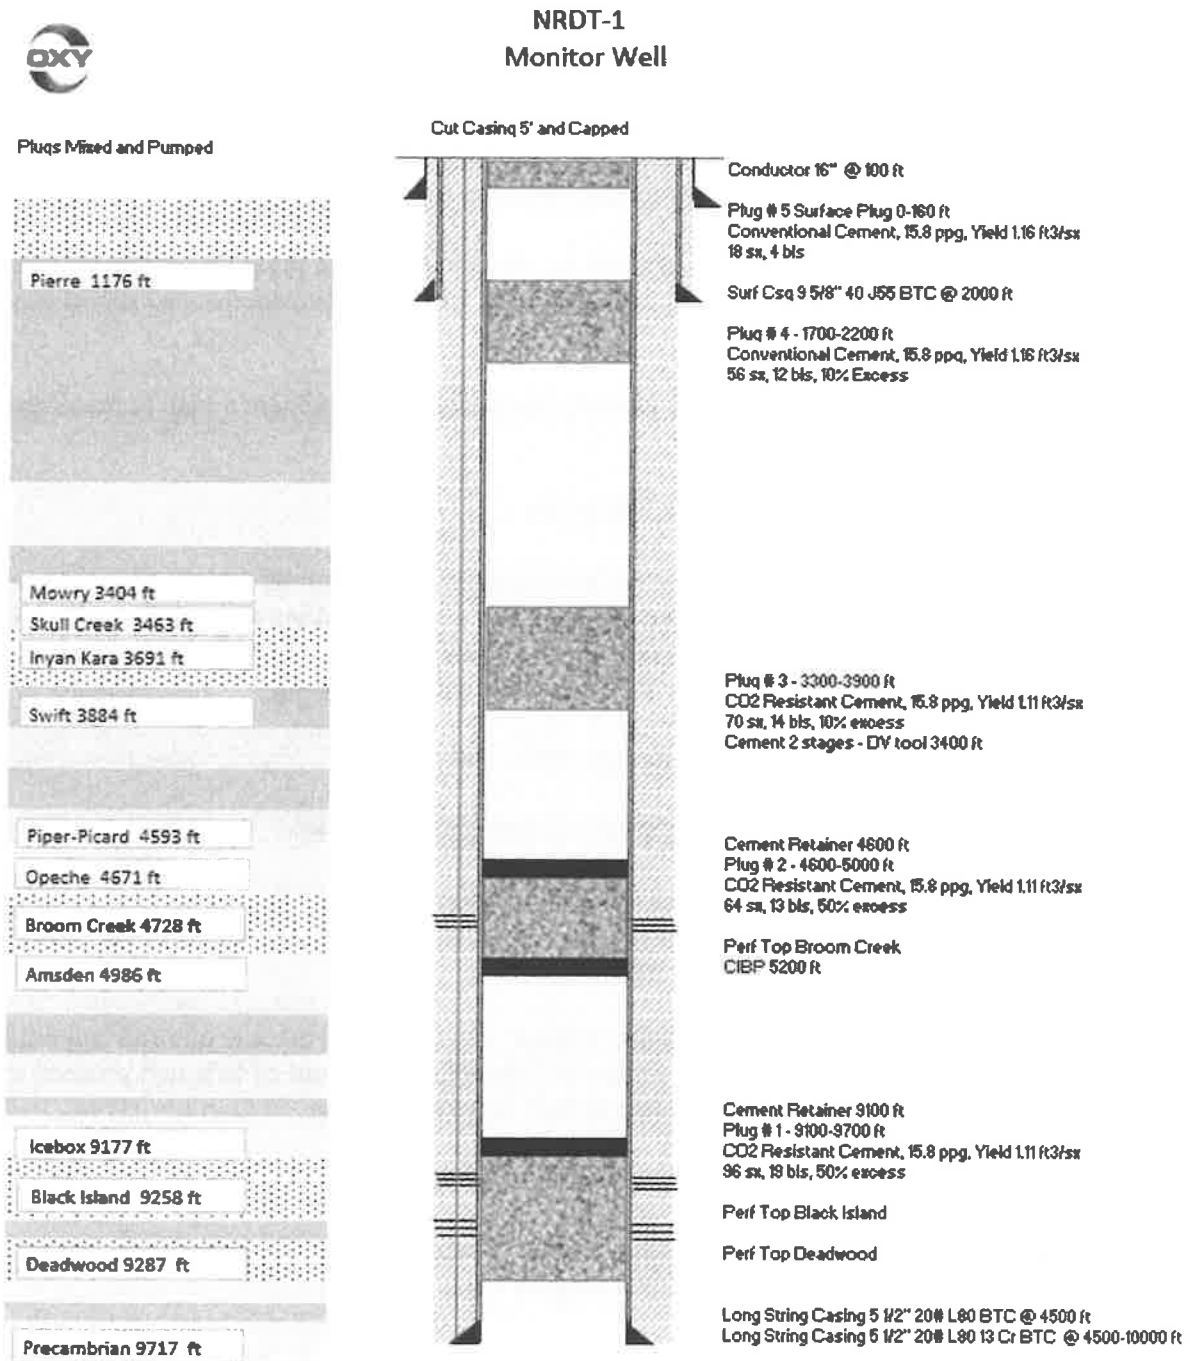 NRDT-1
Monitor Well
OXY
Cut Casing 5' and Capped
Plugs Mixed and Pumped
Pierre 1176 ft
Mowry 3404 ft
Skull Creek 3463 ft
Inyan Kara 3691 ft
Swift 3884 ft
Piper-Picard 4593 ft
Opeche 4671 ft
Broom Creek 4728 ft
Amsden 4986 ft
Icebox 9177 ft
Black Island 9258 ft
Deadwood 9287 ft
Precambrian 9717 ft
Conductor 16" @ 100 ft
Plug # 5 Surface Plug 0-160 ft
Conventional Cement, 15.8 ppg, Yield 1.16 ft3/sx
18 sx, 4 bls
Surf Csg 9 5/8" 40 J55 BTC @ 2000 ft
Plug # 4 - 1700-2200 ft
Conventional Cement, 15.8 ppg, Yield 1.16 ft3/sx
56 sx, 12 bls, 10% Excess
Plug # 3 - 3300-3900 ft
CO2 Resistant Cement, 15.8 ppg, Yield 1.11 ft3/sx
70 sx, 14 bls, 10% excess
Cement 2 stages - DV tool 3400 ft
Cement Retainer 4600 ft
Plug # 2 - 4600-5000 ft
CO2 Resistant Cement, 15.8 ppg, Yield 1.11 ft3/sx
64 sx, 13 bls, 50% excess
Perf Top Broom Creek
CIBP 5200 ft
Cement Retainer 9100 ft
Plug # 1 - 9100-9700 ft
CO2 Resistant Cement, 15.8 ppg, Yield 1.11 ft3/sx
96 sx, 19 bls, 50% excess
Perf Top Black Island
Perf Top Deadwood
Long String Casing 5 1/2" 20# L80 BTC @ 4500 ft
Long String Casing 5 1/2" 20# L80 13 Cr BTC @ 4500-10000 ft